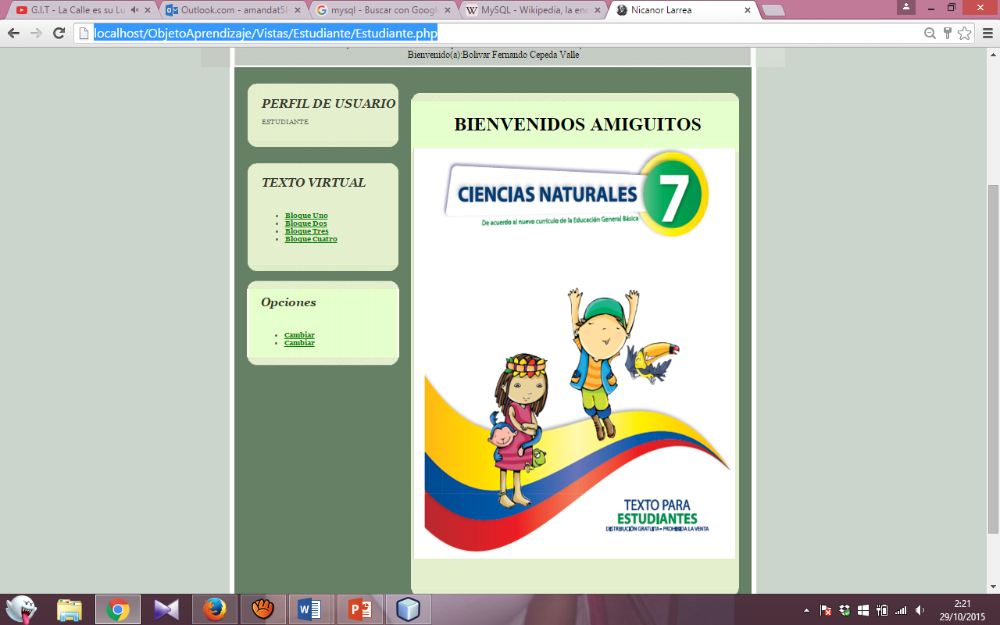 G.I.T - La Calle es su Lu
Outlook.com - amandat58
mysql - Buscar con Google
MySQL - Wikipedia, la enc
Nicanor Larrea
localhost/ObjetoAprendizaje/Vistas/Estudiante/Estudiante.php
Bienvenido(a):Bolivar Fernando Cepeda Valle
PERFIL DE USUARIO
ESTUDIANTE
TEXTO VIRTUAL
Bloque Uno
Bloque Dos
Bloque Tres
Bloque Cuatro
Opciones
Cambiar
Cambiar
BIENVENIDOS AMIGUITOS
CIENCIAS NATURALES 7
De acuerdo al nuevo currículo de la Educación General Básica
TEXTO PARA
ESTUDIANTES
DISTRIBUCIÓN GRATUITA • PROHIBIDA LA VENTA
2:21
29/10/2015